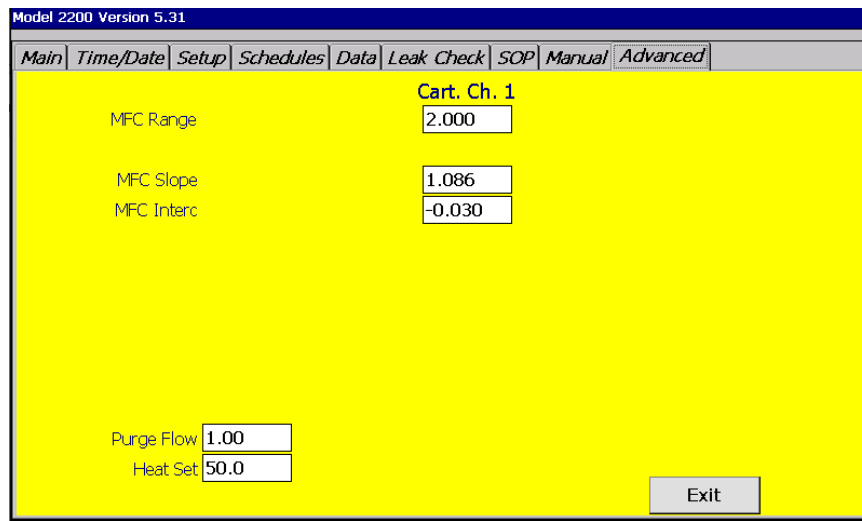 Model 2200 Version 5.31
Main Time/Date Setup Schedules Data Leak Check SOP Manual Advanced
Cart. Ch. 1
MFC Range 2.000
MFC Slope 1.086
MFC Interc -0.030
Purge Flow 1.00
Heat Set 50.0
Exit